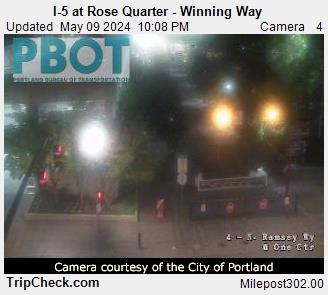 I-5 at Rose Quarter - Winning Way
Updated May 09 2024 10:08 PM Camera 4
PBOT
PORTLAND BUREAU OF TRANSPORTATION
4 - N. Ramsey Wy
W One Ctr
Camera courtesy of the City of Portland
TripCheck.com Milepost302.00